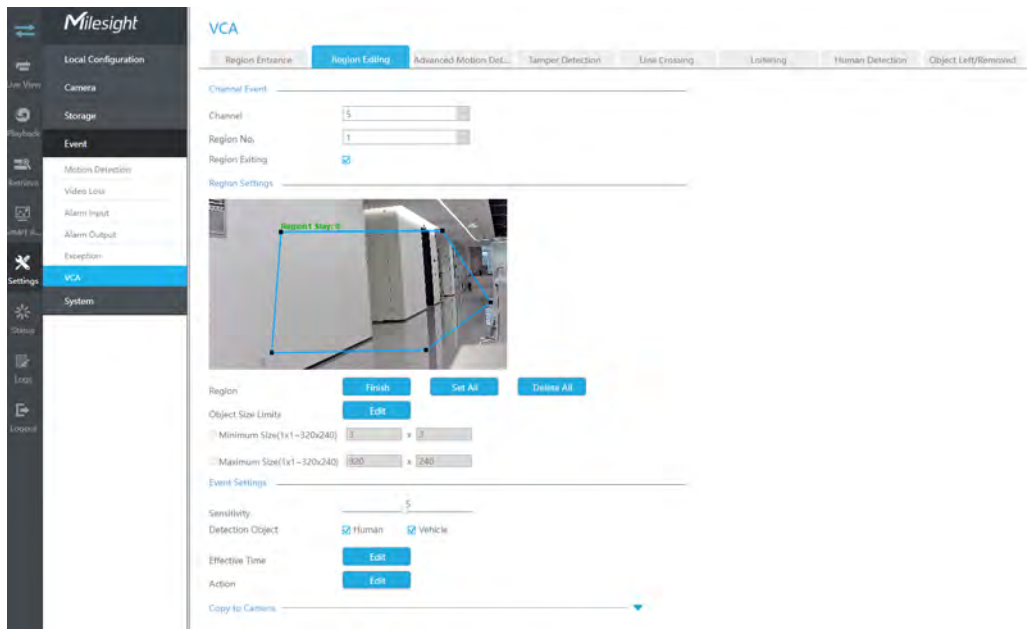 Milesight
VCA
Local Configuration
Camera
Storage
Event
Motion Detection
Video Loss
Alarm Input
Alarm Output
Exception
VCA
System
Live View
Playback
Retrieve
Settings
Status
Logs
Logout
Region Entrance
Region Exiting
Advanced Motion Det...
Tamper Detection
Line Crossing
Loitering
Human Detection
Object Left/Removed
Channel Event
Channel 5
Region No. 1
Region Exiting
Region Settings
Region1 Stay: 0
Region Finish Set All Delete All
Object Size Limits Edit
Minimum Size(1x1~320x240) 3 x 3
Maximum Size(1x1~320x240) 320 x 240
Event Settings
Sensitivity 5
Detection Object Human Vehicle
Effective Time Edit
Action Edit
Copy to Camera